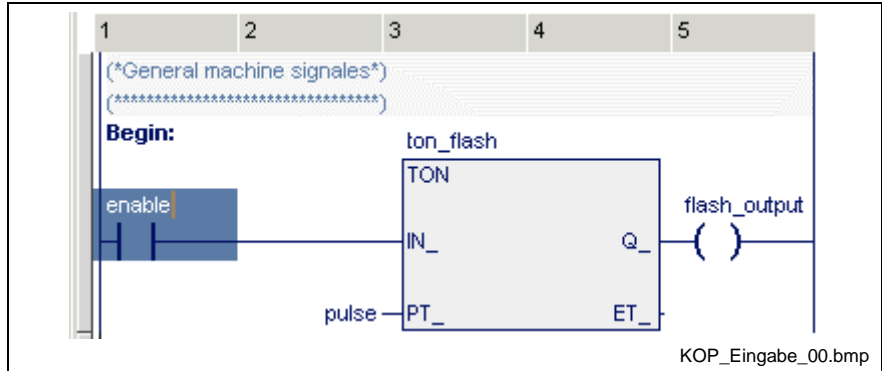 1 2 3 4 5
(*General machine signales*)
(*********************************)
Begin:
ton_flash
TON
enable
flash_output
IN_ Q_
pulse PT_ ET_
KOP_Eingabe_00.bmp